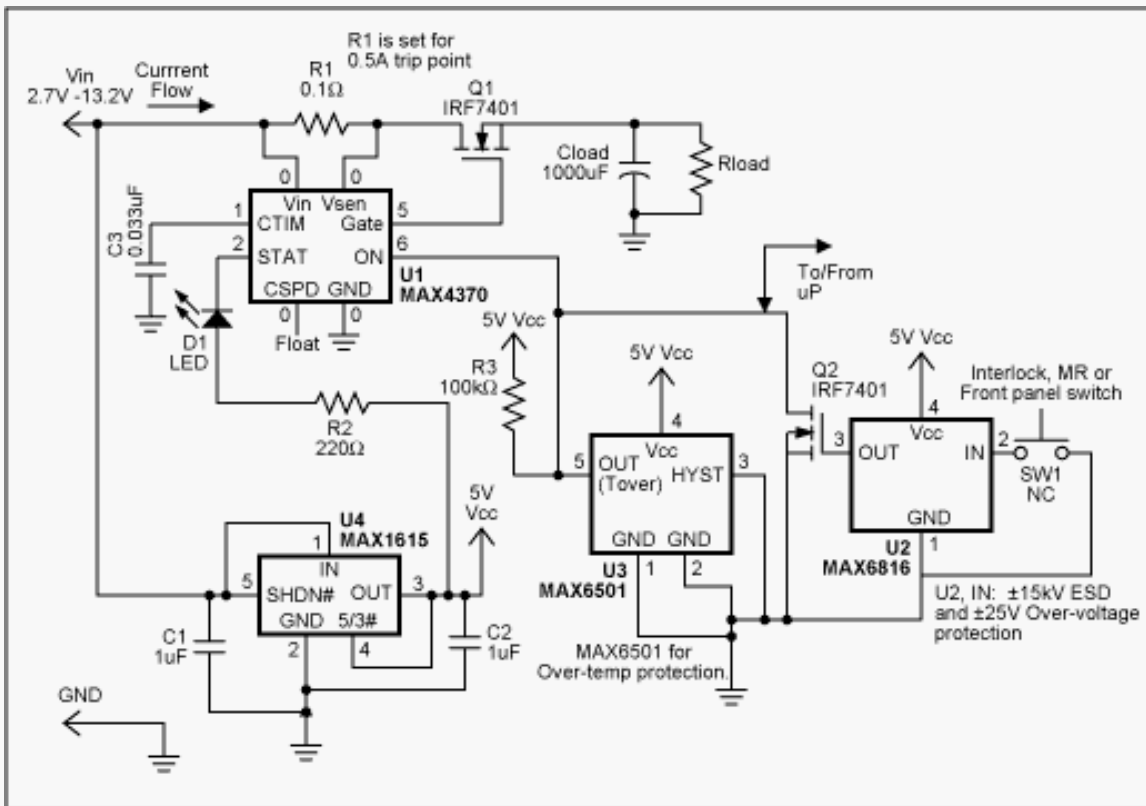 R1 is set for
0.5A trip point
Vin
2.7V -13.2V
Currrent
Flow
R1
0.1Ω
Q1
IRF7401
Cload
1000uF
Rload
0
0
Vin
Vsen
1
CTIM
Gate
5
2
STAT
ON
6
C3
0.033uF
CSPD
GND
U1
MAX4370
0
0
Float
D1
LED
To/From
uP
5V Vcc
R3
100kΩ
5V Vcc
4
Q2
IRF7401
5V Vcc
4
Interlock, MR or
Front panel switch
R2
220Ω
5
OUT
(Tover)
Vcc
HYST
3
GND
GND
1
2
U3
MAX6501
3
OUT
Vcc
IN
2
GND
1
SW1
NC
U2
MAX6816
U2, IN: ±15kV ESD
and ±25V Over-voltage
protection
MAX6501 for
Over-temp protection.
5V
Vcc
U4
MAX1615
1
IN
5
SHDN#
OUT
3
GND
5/3#
2
4
C1
1uF
C2
1uF
GND